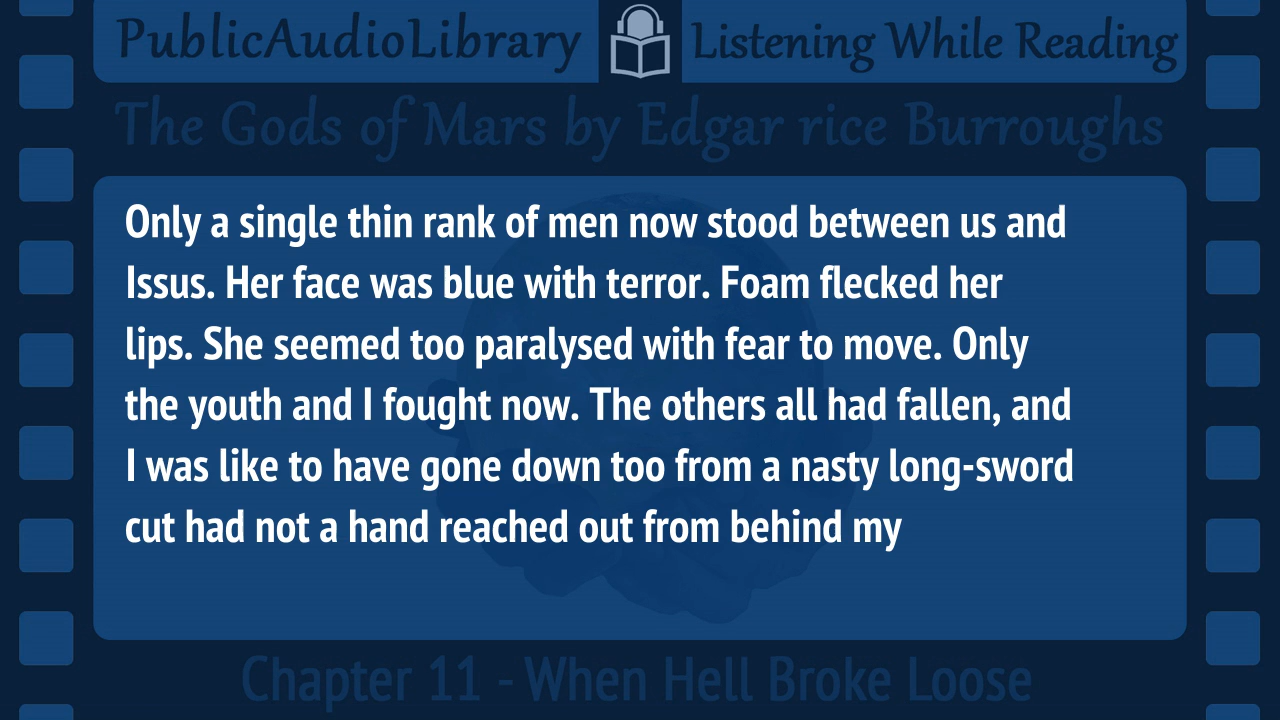 PublicAudioLibrary Listening While Reading
The Gods of Mars by Edgar rice Burroughs
Only a single thin rank of men now stood between us and
Issus. Her face was blue with terror. Foam flecked her
lips. She seemed too paralysed with fear to move. Only
the youth and I fought now. The others all had fallen, and
I was like to have gone down too from a nasty long-sword
cut had not a hand reached out from behind my
Chapter 11 - When Hell Broke Loose